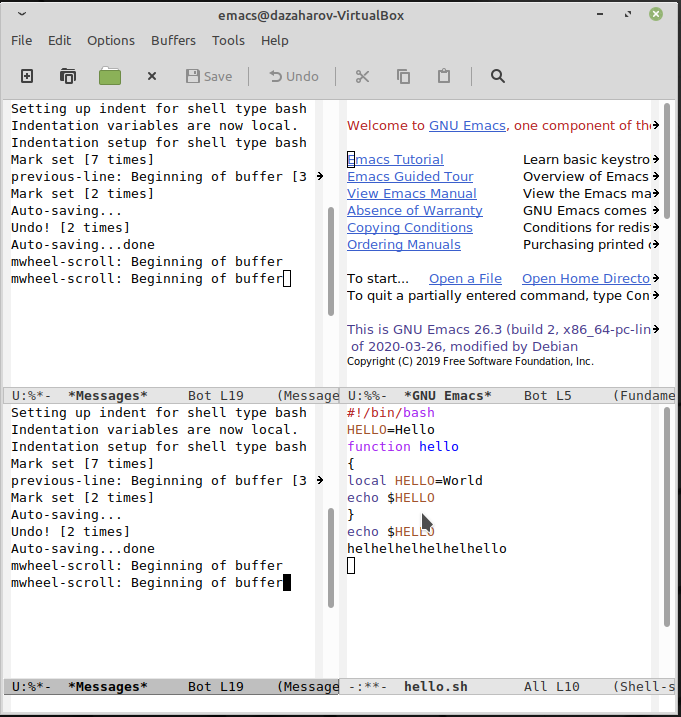 emacs@dazaharov-VirtualBox
File Edit Options Buffers Tools Help
Save Undo
Setting up indent for shell type bash
Indentation variables are now local.
Indentation setup for shell type bash
Mark set [7 times]
previous-line: Beginning of buffer [3
Mark set [2 times]
Auto-saving...
Undo! [2 times]
Auto-saving...done
mwheel-scroll: Beginning of buffer
mwheel-scroll: Beginning of buffer
U:%*- *Messages* Bot L19 (Message
Welcome to GNU Emacs, one component of the
Emacs Tutorial Learn basic keystro
Emacs Guided Tour Overview of Emacs
View Emacs Manual View the Emacs ma
Absence of Warranty GNU Emacs comes
Copying Conditions Conditions for redis
Ordering Manuals Purchasing printed c
To start... Open a File Open Home Directo
To quit a partially entered command, type Con
This is GNU Emacs 26.3 (build 2, x86_64-pc-lin
of 2020-03-26, modified by Debian
Copyright (C) 2019 Free Software Foundation, Inc.
U:%%- *GNU Emacs* Bot L5 (Fundame
Setting up indent for shell type bash
Indentation variables are now local.
Indentation setup for shell type bash
Mark set [7 times]
previous-line: Beginning of buffer [3
Mark set [2 times]
Auto-saving...
Undo! [2 times]
Auto-saving...done
mwheel-scroll: Beginning of buffer
mwheel-scroll: Beginning of buffer
U:%*- *Messages* Bot L19 (Message
#!/bin/bash
HELLO=Hello
function hello
{
local HELLO=World
echo $HELLO
}
echo $HELLO
helhelhelhelhelhello
-:**- hello.sh All L10 (Shell-s